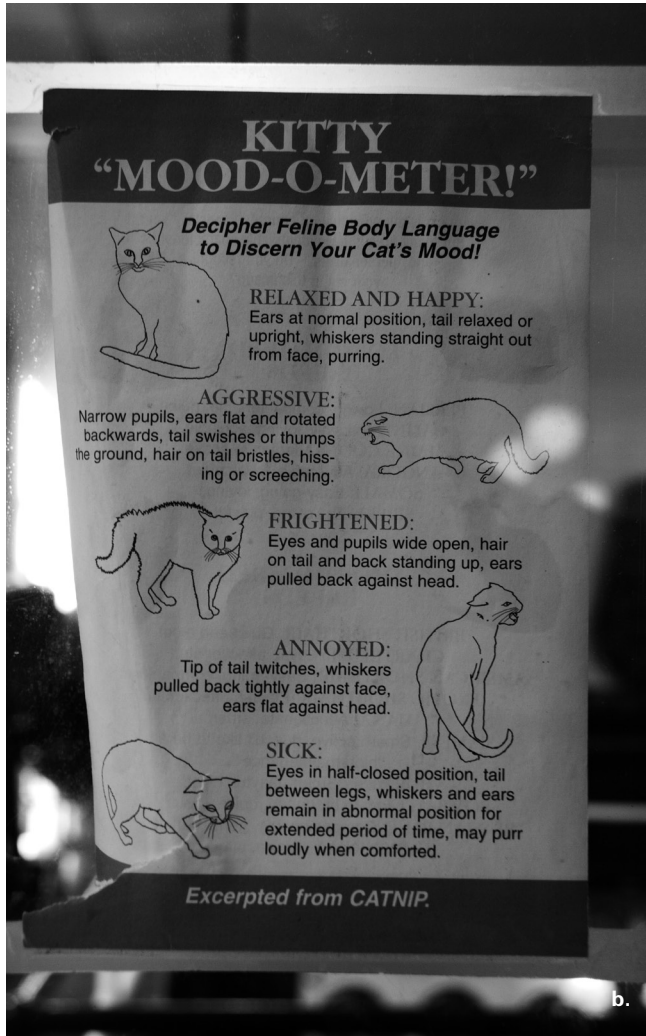 KITTY
“MOOD-O-METER!”
Decipher Feline Body Language
to Discern Your Cat's Mood!
RELAXED AND HAPPY:
Ears at normal position, tail relaxed or
upright, whiskers standing straight out
from face, purring.
AGGRESSIVE:
Narrow pupils, ears flat and rotated
backwards, tail swishes or thumps
the ground, hair on tail bristles, hiss-
ing or screeching.
FRIGHTENED:
Eyes and pupils wide open, hair
on tail and back standing up, ears
pulled back against head.
ANNOYED:
Tip of tail twitches, whiskers
pulled back tightly against face,
ears flat against head.
SICK:
Eyes in half-closed position, tail
between legs, whiskers and ears
remain in abnormal position for
extended period of time, may purr
loudly when comforted.
Excerpted from CATNIP.
b.